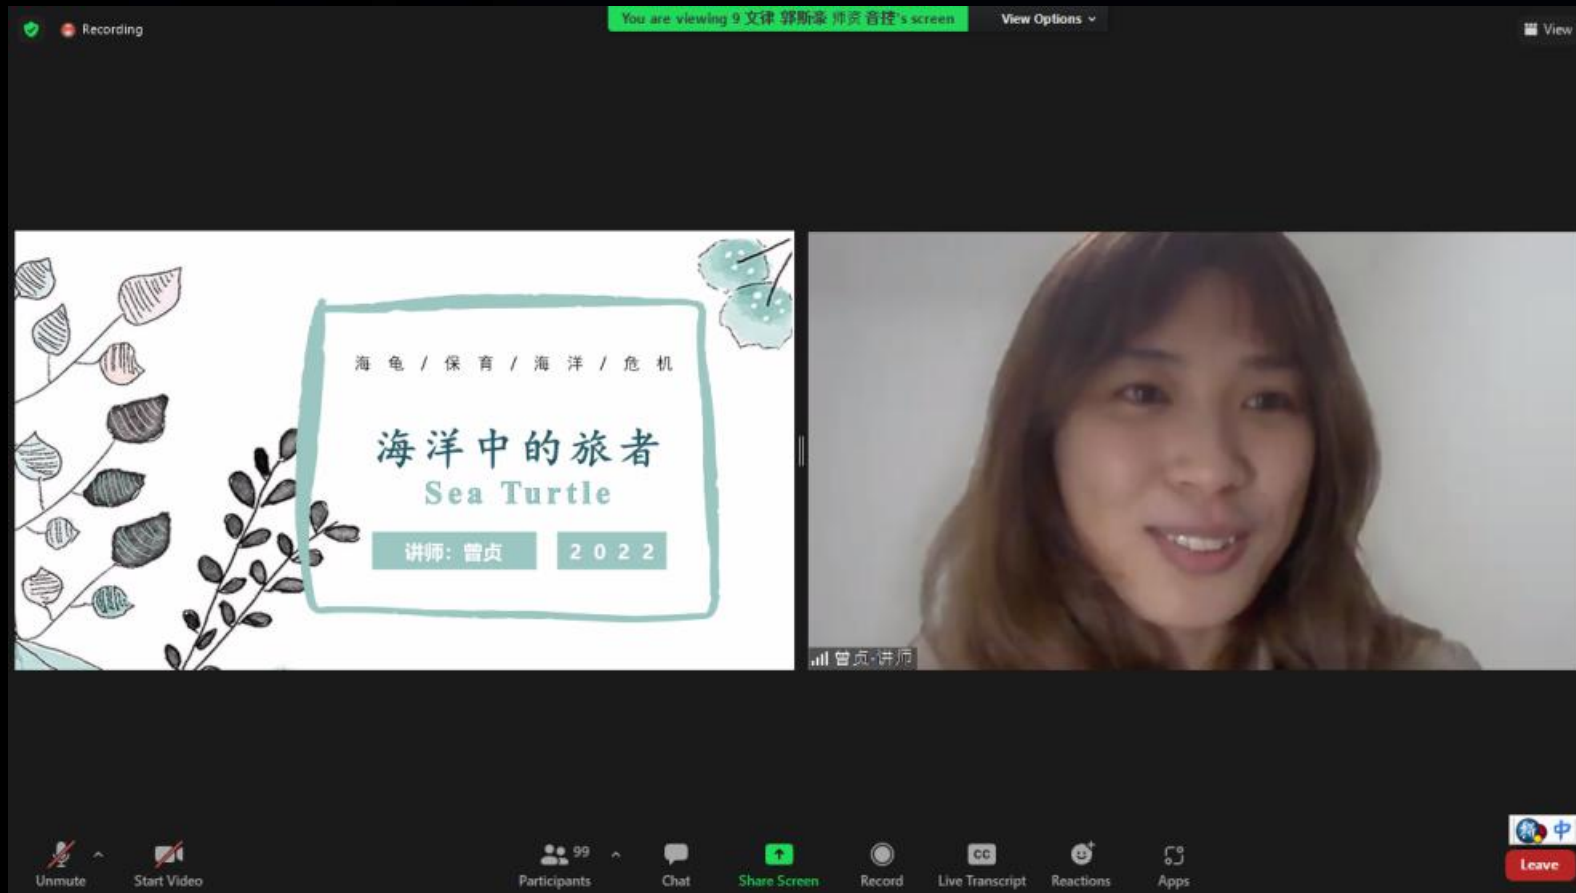 Recording
You are viewing 9 文律 郭斯豪 师资 音控's screen
View Options
View
海 龟 / 保 育 / 海 洋 / 危 机
海洋中的旅者
Sea Turtle
讲师：曾贞
2 0 2 2
曾贞-讲师
中
Unmute
Start Video
99
Participants
Chat
Share Screen
Record
CC
Live Transcript
Reactions
Apps
Leave